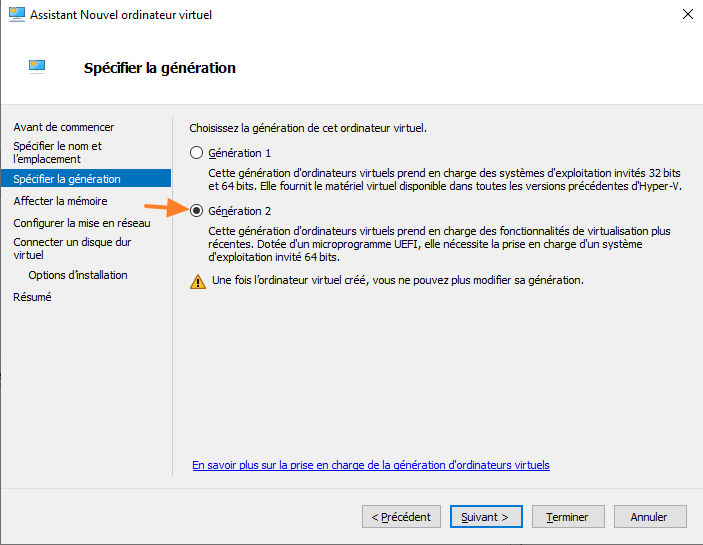 Assistant Nouvel ordinateur virtuel
Spécifier la génération
Avant de commencer
Spécifier le nom et
l'emplacement
Spécifier la génération
Affecter la mémoire
Configurer la mise en réseau
Connecter un disque dur
virtuel
Options d'installation
Résumé
Choisissez la génération de cet ordinateur virtuel.
Génération 1
Cette génération d'ordinateurs virtuels prend en charge des systèmes d'exploitation invités 32 bits
et 64 bits. Elle fournit le matériel virtuel disponible dans toutes les versions précédentes d'Hyper-V.
Génération 2
Cette génération d'ordinateurs virtuels prend en charge des fonctionnalités de virtualisation plus
récentes. Dotée d'un microprogramme UEFI, elle nécessite la prise en charge d'un système
d'exploitation invité 64 bits.
Une fois l'ordinateur virtuel créé, vous ne pouvez plus modifier sa génération.
En savoir plus sur la prise en charge de la génération d'ordinateurs virtuels
< Précédent
Suivant >
Terminer
Annuler